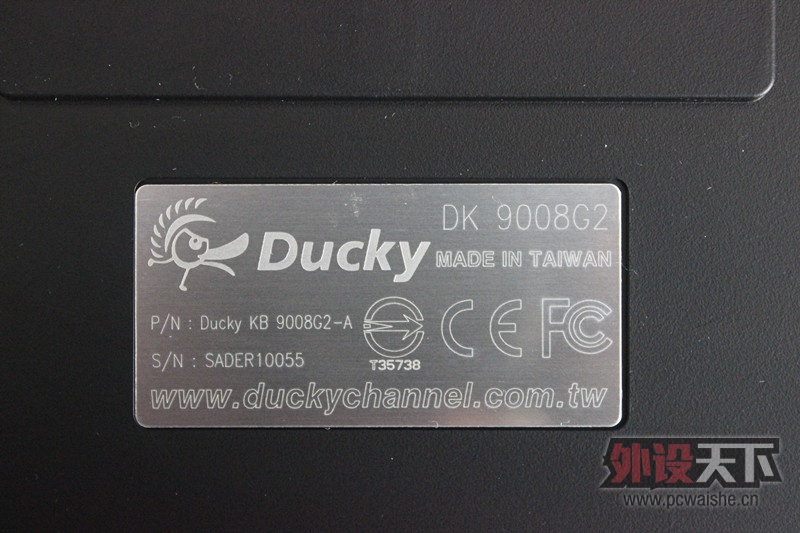 DK 9008G2
Ducky MADE IN TAIWAN
P/N : Ducky KB 9008G2-A
S/N : SADER10055
CE FC
T35738
www.duckychannel.com.tw
外设天下
www.pcwaishe.cn